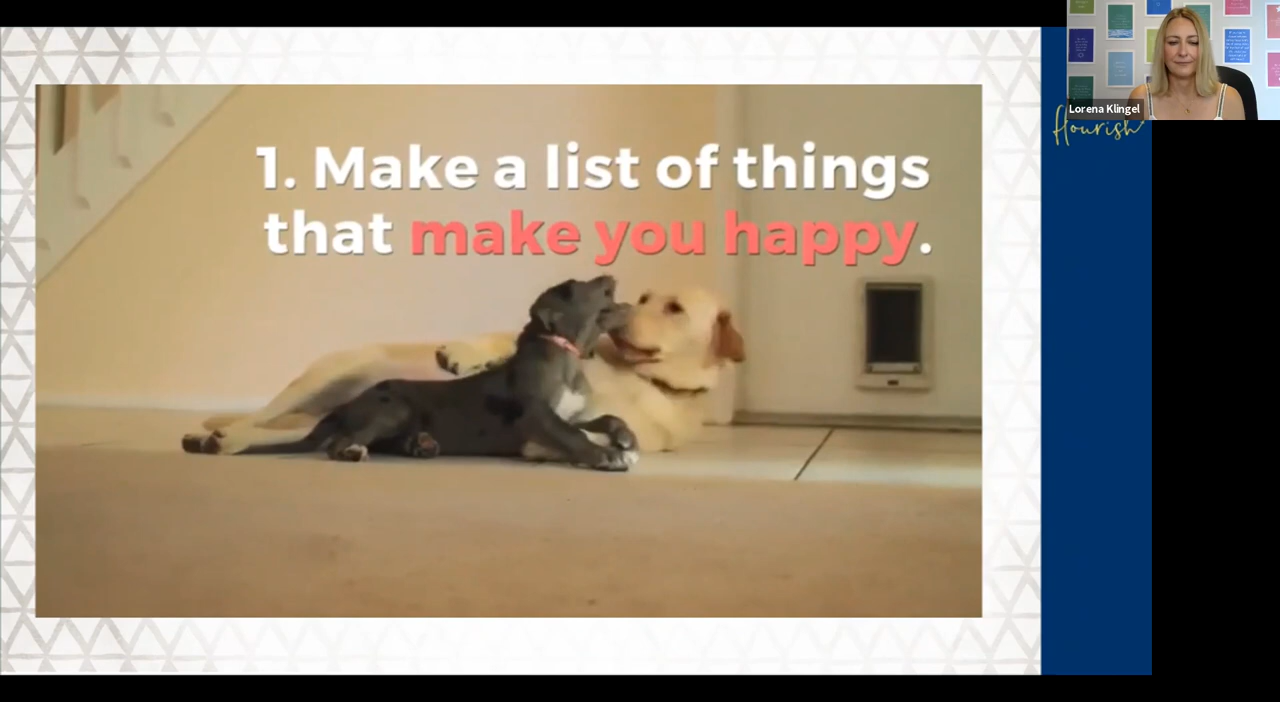 1. Make a list of things
that make you happy.
Lorena Klingel
flourish